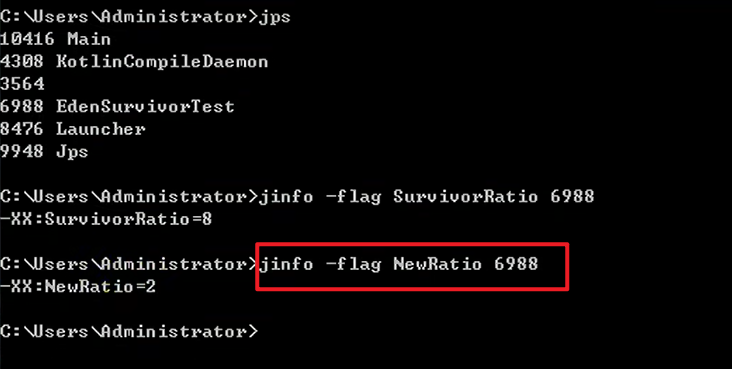 C:\Users\Administrator>jps
10416 Main
4308 KotlinCompileDaemon
3564
6988 EdenSurvivorTest
8476 Launcher
9948 Jps
C:\Users\Administrator>jinfo -flag SurvivorRatio 6988
-XX:SurvivorRatio=8
C:\Users\Administrator>jinfo -flag NewRatio 6988
-XX:NewRatio=2
C:\Users\Administrator>